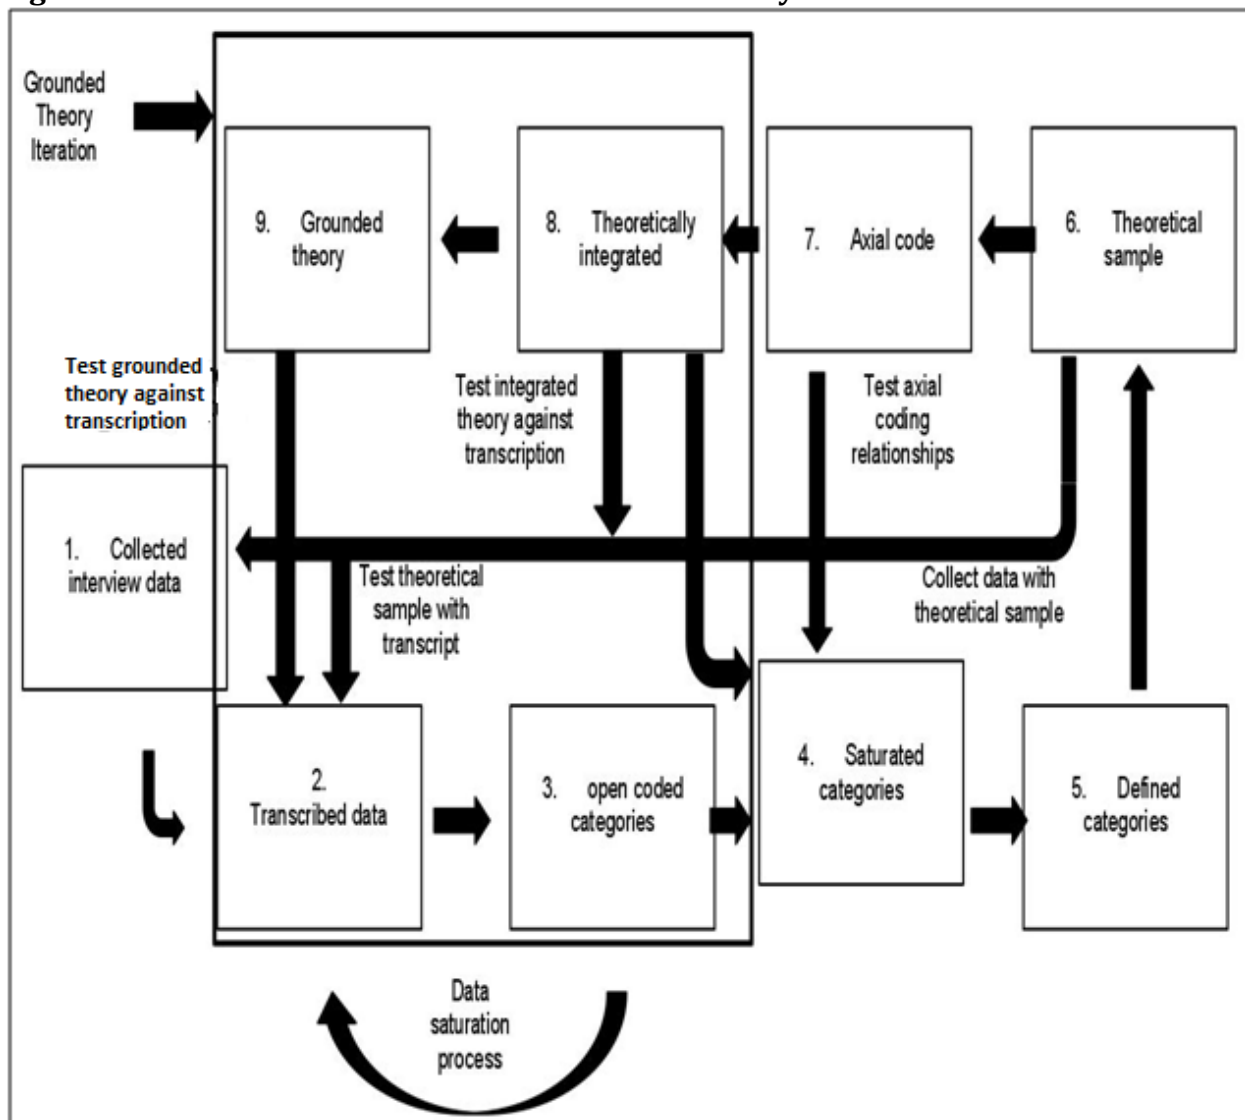 Grounded
Theory
Iteration
9. Grounded
theory
8. Theoretically
integrated
7. Axial code
6. Theoretical
sample
Test grounded
theory against
transcription
Test integrated
theory against
transcription
Test axial
coding
relationships
1. Collected
interview data
Test theoretical
sample with
transcript
Collect data with
theoretical sample
2.
Transcribed data
3. open coded
categories
4. Saturated
categories
5. Defined
categories
Data
saturation
process